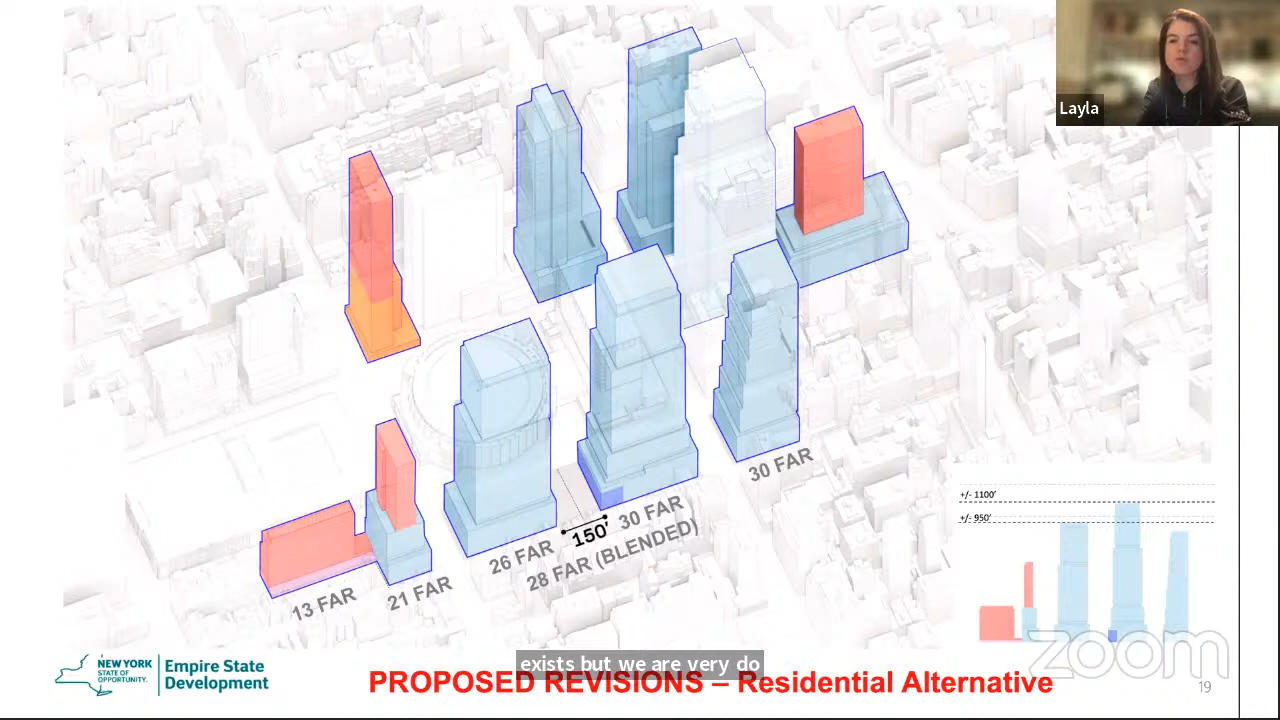 Layla
+/- 1100'
+/- 950'
30 FAR
150'
30 FAR
26 FAR
28 FAR (BLENDED)
21 FAR
13 FAR
zoom
exists but we are very do
NEW YORK
STATE OF
OPPORTUNITY.
Empire State
Development
PROPOSED REVISIONS – Residential Alternative
19